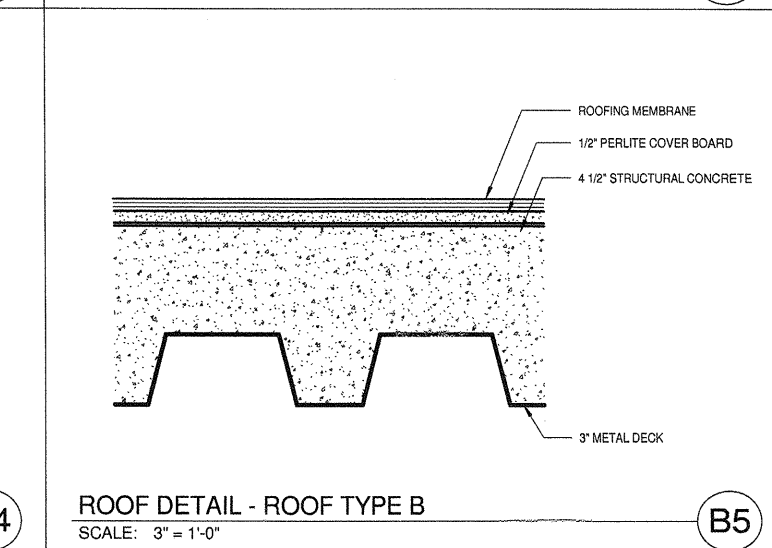 ROOFING MEMBRANE
1/2" PERLITE COVER BOARD
4 1/2" STRUCTURAL CONCRETE
3" METAL DECK
4
ROOF DETAIL - ROOF TYPE B
B5
SCALE: 3" = 1'-0"